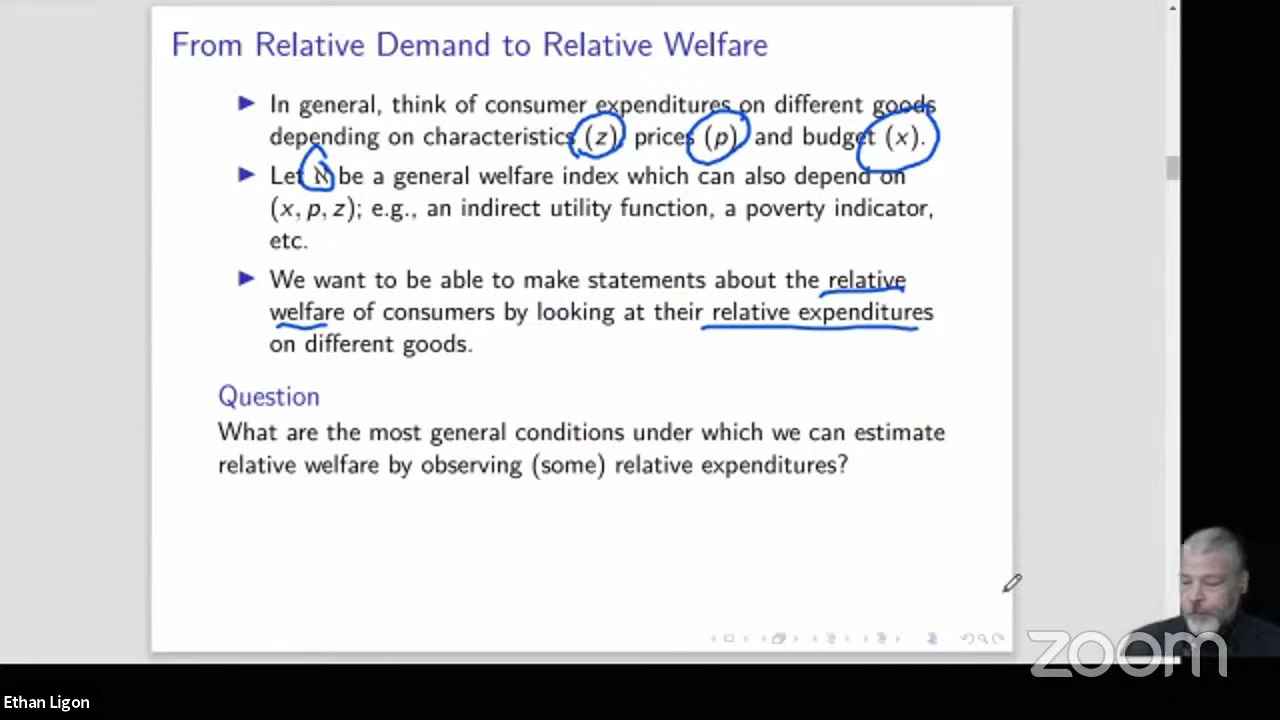 From Relative Demand to Relative Welfare
In general, think of consumer expenditures on different goods
depending on characteristics (z) prices (p) and budget (x).
Let ℵ be a general welfare index which can also depend on
(x, p, z); e.g., an indirect utility function, a poverty indicator,
etc.
We want to be able to make statements about the relative
welfare of consumers by looking at their relative expenditures
on different goods.
Question
What are the most general conditions under which we can estimate
relative welfare by observing (some) relative expenditures?
zoom
Ethan Ligon